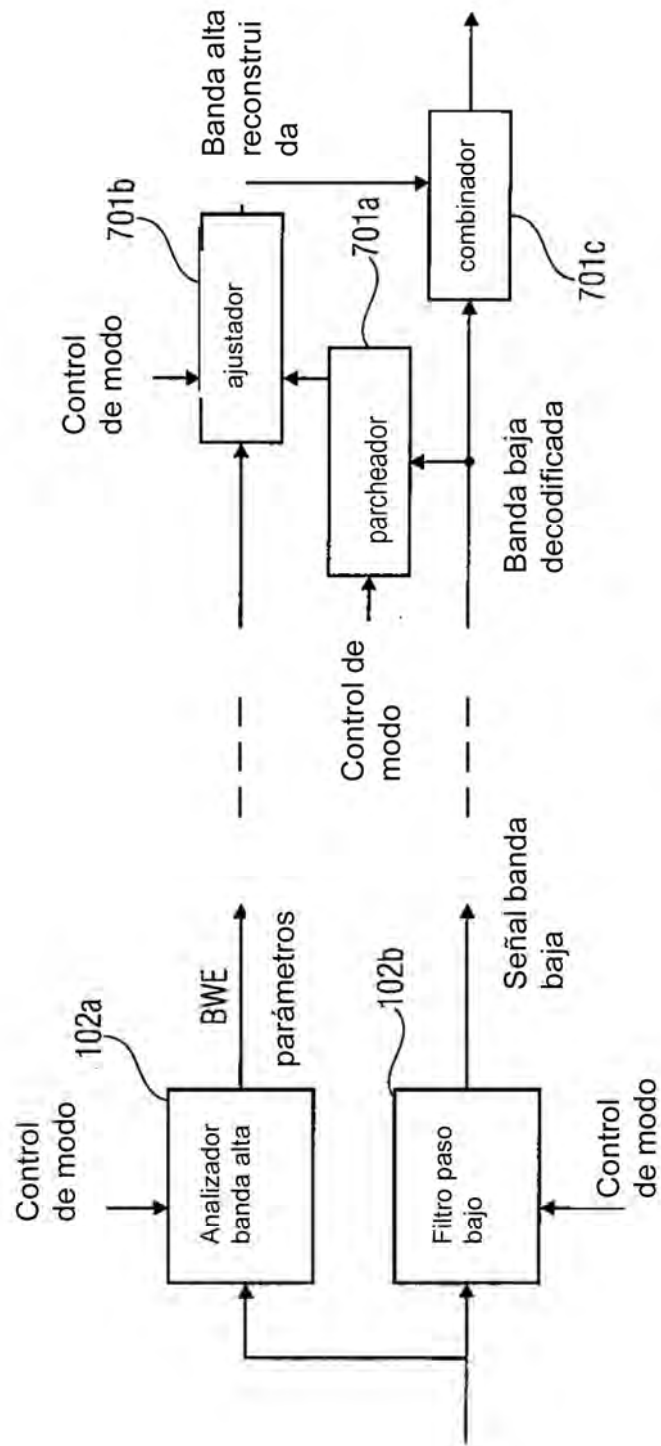 Control
de modo
102a
Analizador
banda alta
BWE
parámetros
Filtro paso
bajo
102b
Señal banda
baja
Control
de modo
Control
de modo
701b
ajustador
Banda alta
reconstrui
da
701a
parcheador
Control de
modo
Banda baja
decodificada
combinador
701c